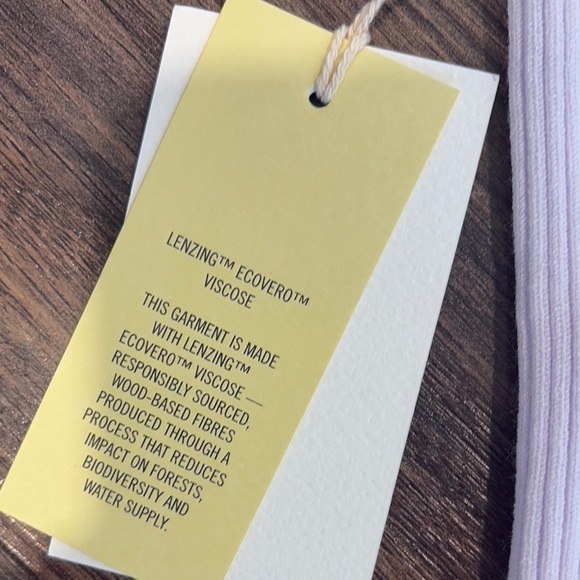 LENZING™ ECOVERO™
VISCOSE
THIS GARMENT IS MADE
WITH LENZING™
ECOVERO™ VISCOSE —
RESPONSIBLY SOURCED,
WOOD-BASED FIBRES
PRODUCED THROUGH A
PROCESS THAT REDUCES
IMPACT ON FORESTS,
BIODIVERSITY AND
WATER SUPPLY.